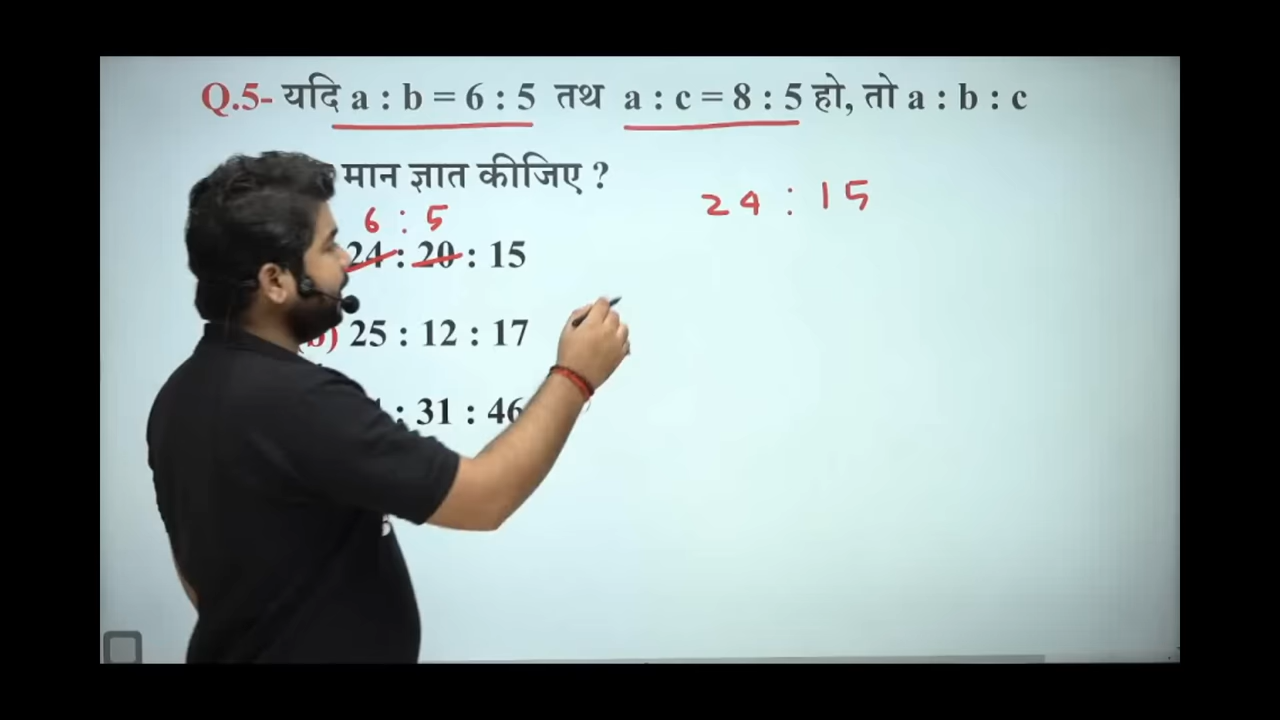 Q.5- यदि a : b = 6 : 5 तथ a : c = 8 : 5 हो, तो a : b : c
मान ज्ञात कीजिए ?
24 : 15
6 : 5
24 : 20 : 15
(b) 25 : 12 : 17
: 31 : 46